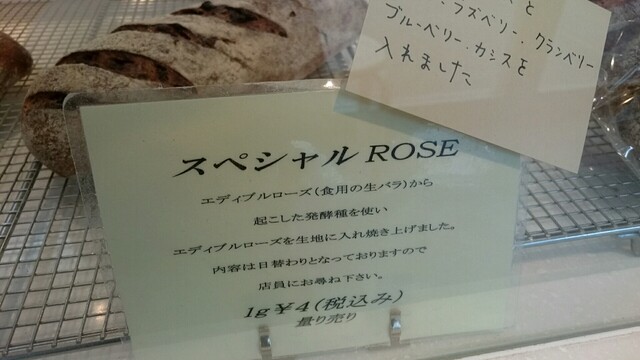 と
フズベリー・クランベリー
ブルーベリー・カシスを
入れました
スペシャル ROSE
エディブルローズ(食用の生バラ)から
起こした発酵種を使い
エディブルローズを生地に入れ焼き上げました。
内容は日替わりとなっておりますので
店員にお尋ね下さい。
1g ¥4(税込み)
量り売り